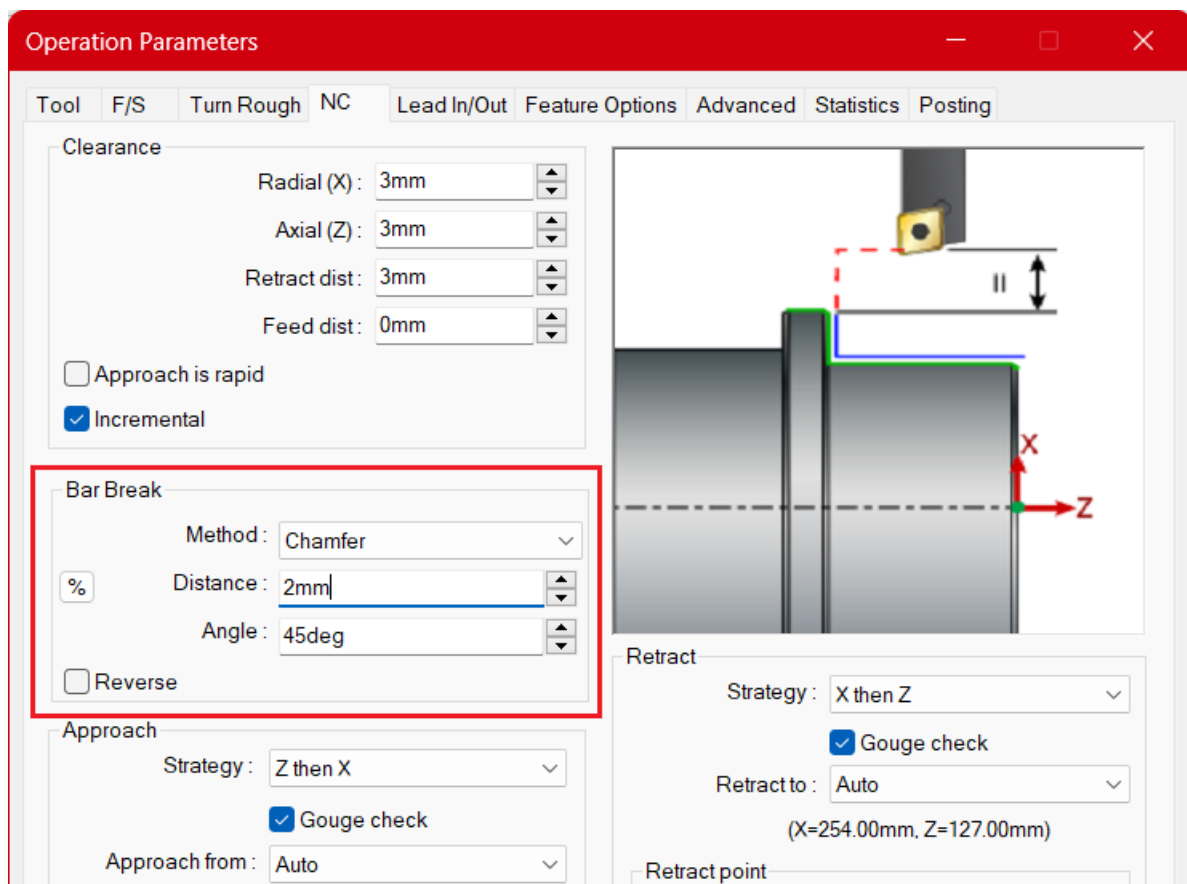 Operation Parameters
Tool F/S Turn Rough NC Lead In/Out Feature Options Advanced Statistics Posting
Clearance
Radial (X) : 3mm
Axial (Z) : 3mm
Retract dist : 3mm
Feed dist : 0mm
Approach is rapid
Incremental
Bar Break
Method : Chamfer
% Distance : 2mm
Angle : 45deg
Reverse
Approach
Strategy : Z then X
Gouge check
Approach from : Auto
II
X
Z
Retract
Strategy : X then Z
Gouge check
Retract to : Auto
(X=254.00mm, Z=127.00mm)
Retract point